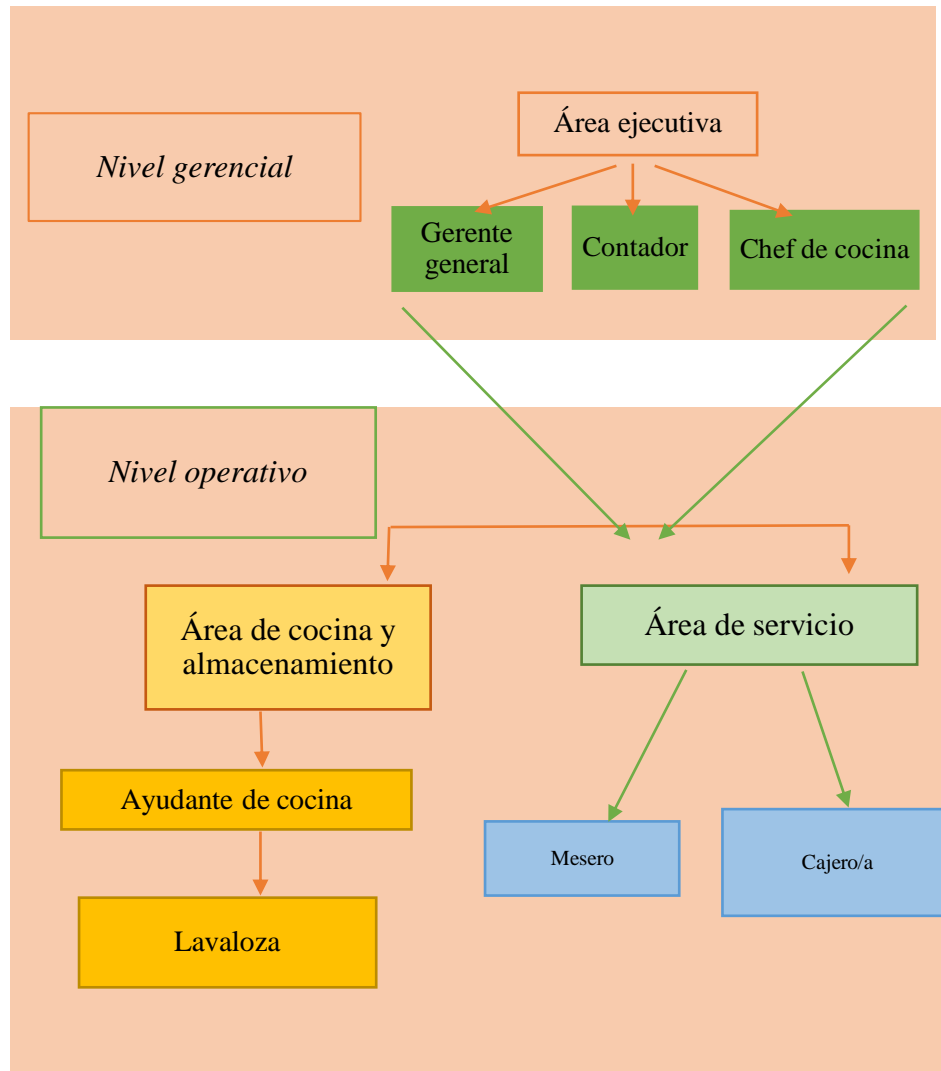 Área ejecutiva
Nivel gerencial
Gerente
general
Contador
Chef de cocina
Nivel operativo
Área de cocina y
almacenamiento
Área de servicio
Ayudante de cocina
Mesero
Cajero/a
Lavaloza